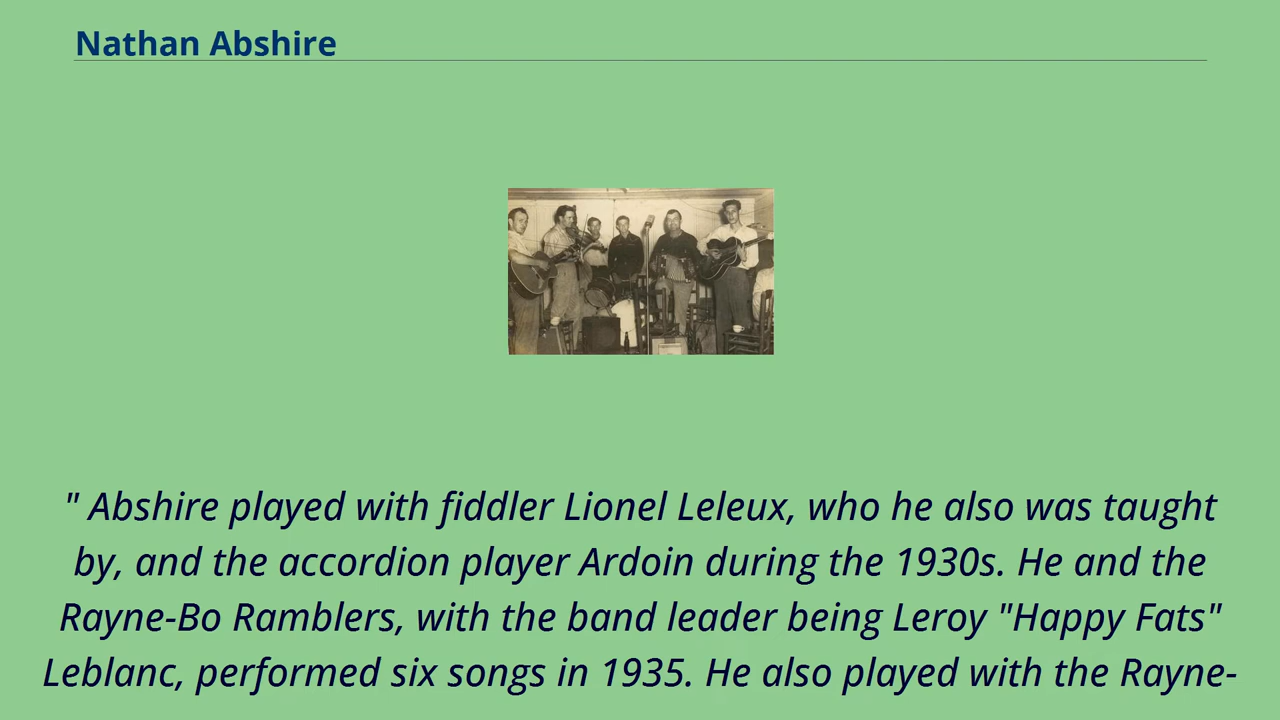 Nathan Abshire
" Abshire played with fiddler Lionel Leleux, who he also was taught
by, and the accordion player Ardoin during the 1930s. He and the
Rayne-Bo Ramblers, with the band leader being Leroy "Happy Fats"
Leblanc, performed six songs in 1935. He also played with the Rayne-